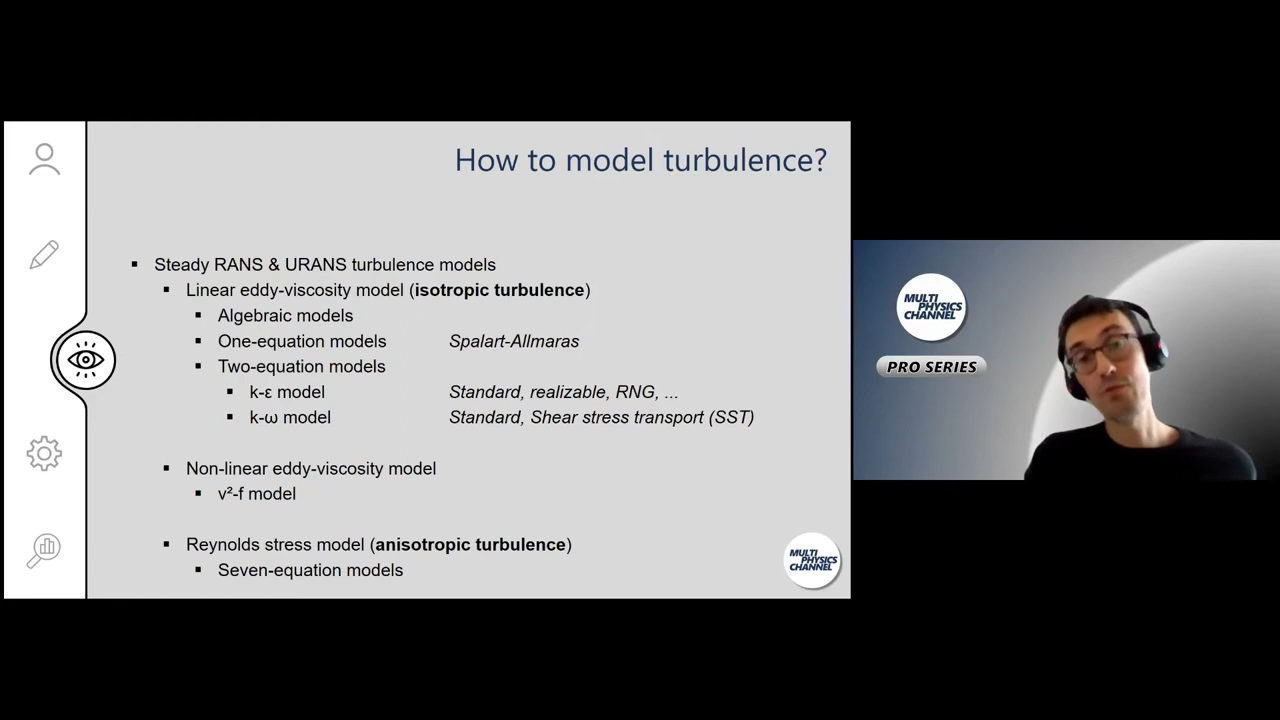 How to model turbulence?
▪ Steady RANS & URANS turbulence models
▪ Linear eddy-viscosity model (isotropic turbulence)
▪ Algebraic models
▪ One-equation models Spalart-Allmaras
▪ Two-equation models
▪ k-ε model Standard, realizable, RNG, ...
▪ k-ω model Standard, Shear stress transport (SST)
▪ Non-linear eddy-viscosity model
▪ v²-f model
▪ Reynolds stress model (anisotropic turbulence)
▪ Seven-equation models
MULTI
PHYSICS
CHANNEL
MULTI
PHYSICS
CHANNEL
PRO SERIES